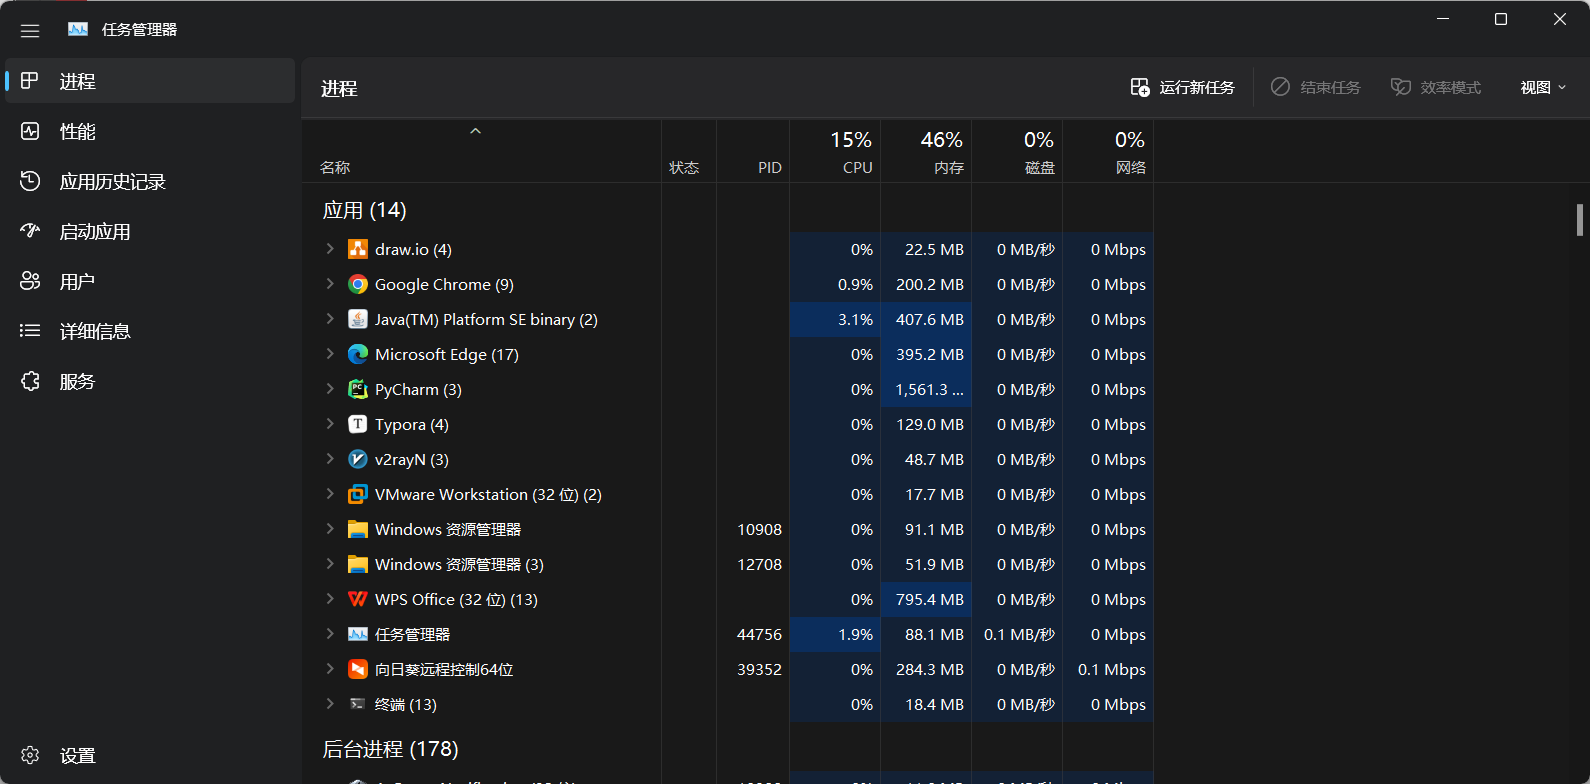 任务管理器
进程
性能
应用历史记录
启动应用
用户
详细信息
服务
设置
进程 运行新任务 结束任务 效率模式 视图
15% 46% 0% 0%
名称 状态 PID CPU 内存 磁盘 网络
应用 (14)
draw.io (4) 0% 22.5 MB 0 MB/秒 0 Mbps
Google Chrome (9) 0.9% 200.2 MB 0 MB/秒 0 Mbps
Java(TM) Platform SE binary (2) 3.1% 407.6 MB 0 MB/秒 0 Mbps
Microsoft Edge (17) 0% 395.2 MB 0 MB/秒 0 Mbps
PyCharm (3) 0% 1,561.3 ... 0 MB/秒 0 Mbps
Typora (4) 0% 129.0 MB 0 MB/秒 0 Mbps
v2rayN (3) 0% 48.7 MB 0 MB/秒 0 Mbps
VMware Workstation (32 位) (2) 0% 17.7 MB 0 MB/秒 0 Mbps
Windows 资源管理器 10908 0% 91.1 MB 0 MB/秒 0 Mbps
Windows 资源管理器 (3) 12708 0% 51.9 MB 0 MB/秒 0 Mbps
WPS Office (32 位) (13) 0% 795.4 MB 0 MB/秒 0 Mbps
任务管理器 44756 1.9% 88.1 MB 0.1 MB/秒 0 Mbps
向日葵远程控制64位 39352 0% 284.3 MB 0 MB/秒 0.1 Mbps
终端 (13) 0% 18.4 MB 0 MB/秒 0 Mbps
后台进程 (178)